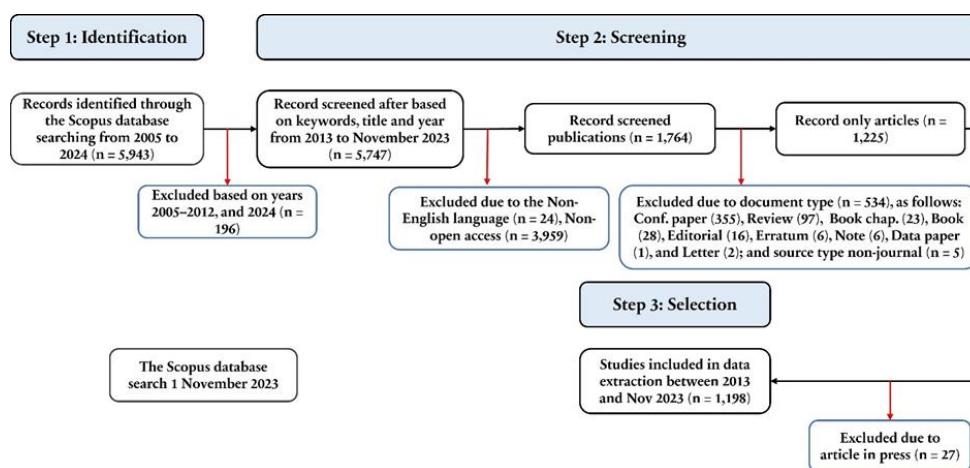 Step 1: Identification
Step 2: Screening
Records identified through
the Scopus database
searching from 2005 to
2024 (n = 5,943)
Record screened after based
on keywords, title and year
from 2013 to November 2023
(n = 5,747)
Record screened
publications (n = 1,764)
Record only articles (n =
1,225)
Excluded based on years
2005–2012, and 2024 (n =
196)
Excluded due to the Non-
English language (n = 24), Non-
open access (n = 3,959)
Excluded due to document type (n = 534), as follows:
Conf. paper (355), Review (97), Book chap. (23), Book
(28), Editorial (16), Erratum (6), Note (6), Data paper
(1), and Letter (2); and source type non-journal (n = 5)
Step 3: Selection
The Scopus database
search 1 November 2023
Studies included in data
extraction between 2013
and Nov 2023 (n = 1,198)
Excluded due to
article in press (n = 27)